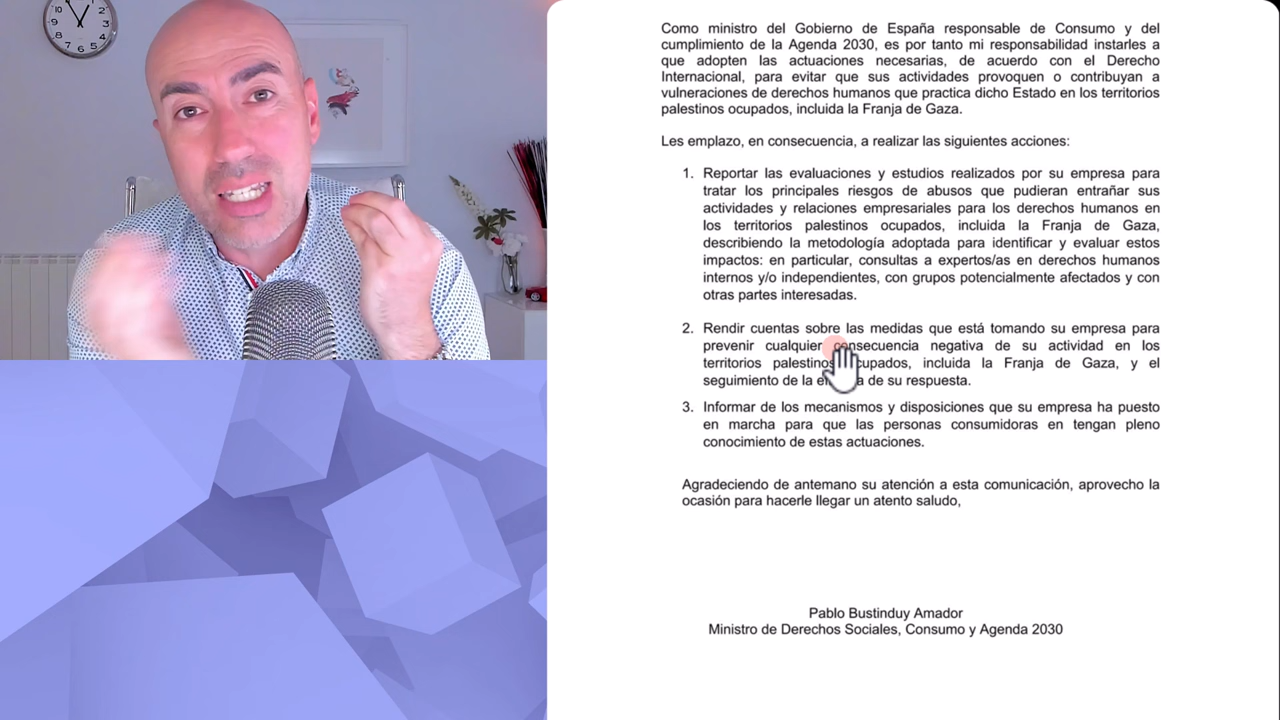 Como ministro del Gobierno de España responsable de Consumo y del
cumplimiento de la Agenda 2030, es por tanto mi responsabilidad instarles a
que adopten las actuaciones necesarias, de acuerdo con el Derecho
Internacional, para evitar que sus actividades provoquen o contribuyan a
vulneraciones de derechos humanos que practica dicho Estado en los territorios
palestinos ocupados, incluida la Franja de Gaza.
Les emplazo, en consecuencia, a realizar las siguientes acciones:
1. Reportar las evaluaciones y estudios realizados por su empresa para
tratar los principales riesgos de abusos que pudieran entrañar sus
actividades y relaciones empresariales para los derechos humanos en
los territorios palestinos ocupados, incluida la Franja de Gaza,
describiendo la metodología adoptada para identificar y evaluar estos
impactos: en particular, consultas a expertos/as en derechos humanos
internos y/o independientes, con grupos potencialmente afectados y con
otras partes interesadas.
2. Rendir cuentas sobre las medidas que está tomando su empresa para
prevenir cualquier consecuencia negativa de su actividad en los
territorios palestinos ocupados, incluida la Franja de Gaza, y el
seguimiento de la de su respuesta.
3. Informar de los mecanismos y disposiciones que su empresa ha puesto
en marcha para que las personas consumidoras en tengan pleno
conocimiento de estas actuaciones.
Agradeciendo de antemano su atención a esta comunicación, aprovecho la
ocasión para hacerle llegar un atento saludo,
Pablo Bustinduy Amador
Ministro de Derechos Sociales, Consumo y Agenda 2030